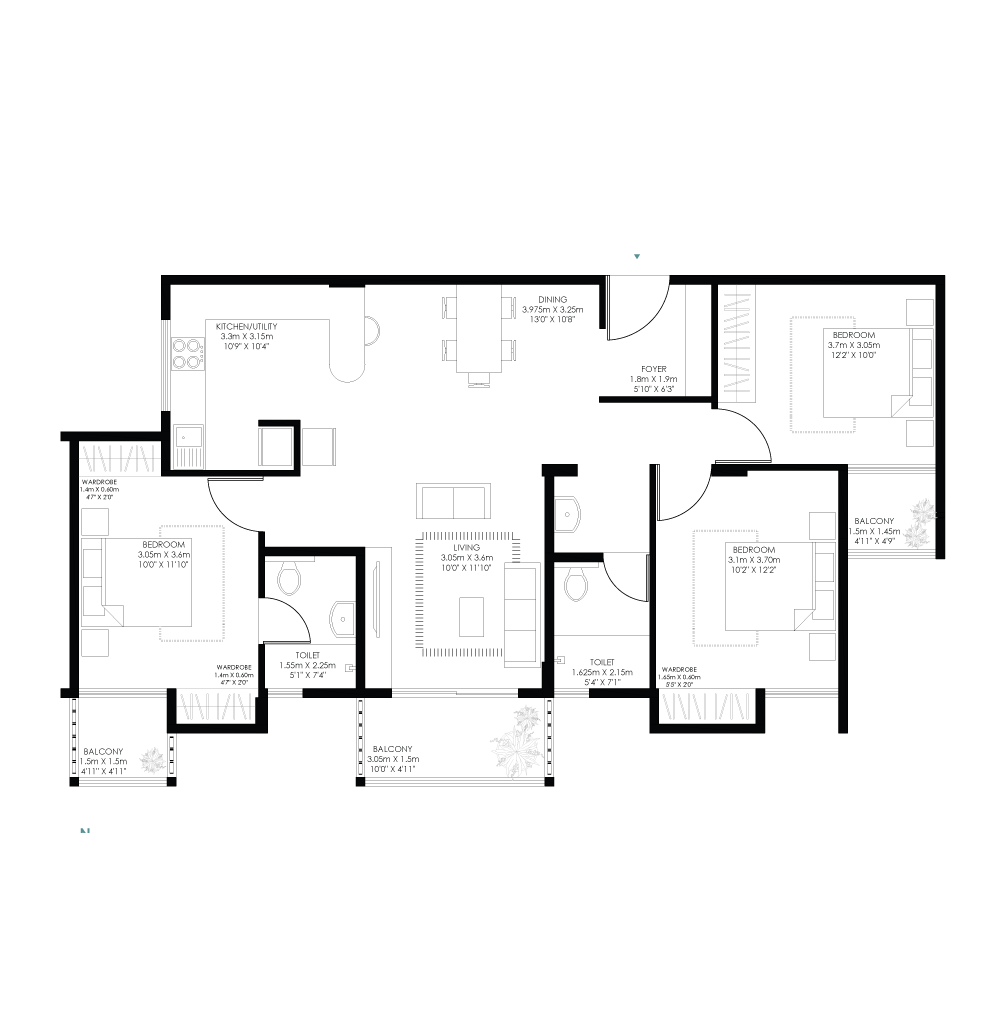 DINING
3.975m X 3.25m
13'0" X 10'8"
KITCHEN/UTILITY
3.3m X 3.15m
10'9" X 10'4"
BEDROOM
3.7m X 3.05m
12'2" X 10'0"
FOYER
1.8m X 1.9m
5'10" X 6'3"
WARDROBE
1.4m X 0.60m
4'7" X 2'0"
BALCONY
1.5m X 1.45m
4'11" X 4'9"
BEDROOM
3.05m X 3.6m
10'0" X 11'10"
LIVING
3.05m X 3.6m
10'0" X 11'10"
BEDROOM
3.1m X 3.70m
10'2" X 12'2"
TOILET
1.55m X 2.25m
5'1" X 7'4"
TOILET
1.625m X 2.15m
5'4" X 7'1"
WARDROBE
1.4m X 0.60m
4'7" X 2'0"
WARDROBE
1.65m X 0.60m
5'5" X 2'0"
BALCONY
1.5m X 1.5m
4'11" X 4'11"
BALCONY
3.05m X 1.5m
10'0" X 4'11"